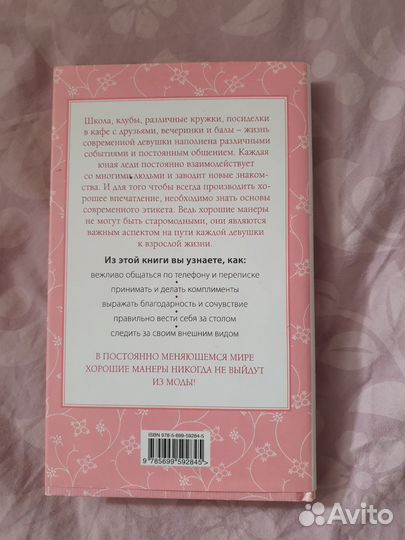 Школа, клубы, различные кружки, посиделки
в кафе с друзьями, вечеринки и балы – жизнь
современной девушки наполнена различными
событиями и постоянным общением. Каждая
юная леди постоянно взаимодействует
со многими людьми и заводит новые знаком-
ства. И для того чтобы всегда производить хо-
рошее впечатление, необходимо знать основы
современного этикета. Ведь хорошие манеры
не могут быть старомодными, они являются
важным аспектом на пути каждой девушки
к взрослой жизни.
Из этой книги вы узнаете, как:
вежливо общаться по телефону и переписке
•
принимать и делать комплименты
•
выражать благодарность и сочувствие
•
правильно вести себя за столом
•
следить за своим внешним видом
В ПОСТОЯННО МЕНЯЮЩЕМСЯ МИРЕ
ХОРОШИЕ МАНЕРЫ НИКОГДА НЕ ВЫЙДУТ
ИЗ МОДЫ!
ISBN 978-5-699-59284-5
9 785699 592845>
Avito